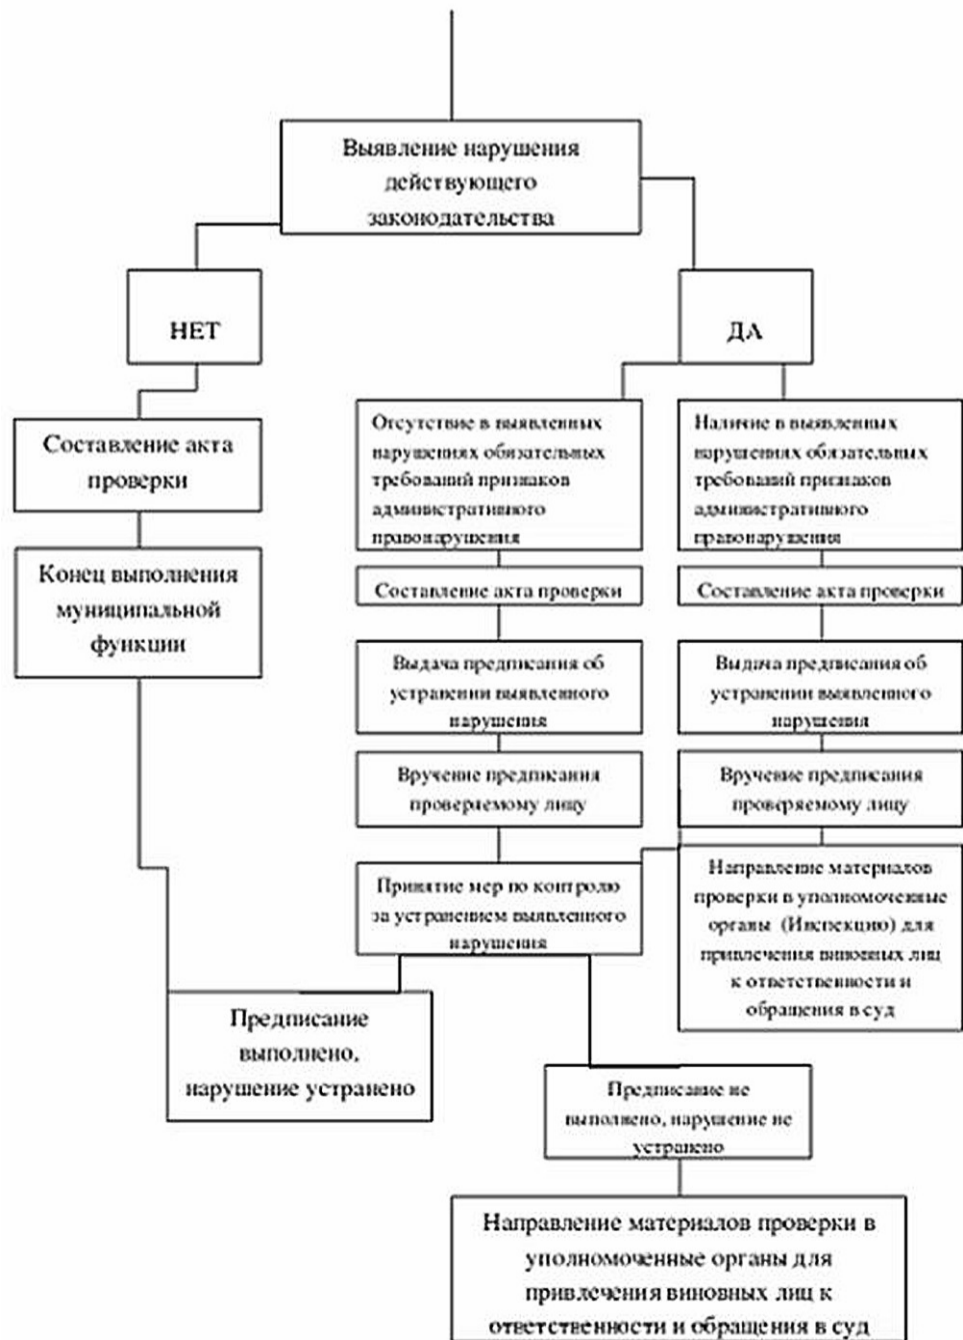 Выявление нарушения
действующего
законодательства
НЕТ
ДА
Составление акта
проверки
Конец выполнения
муниципальной
функции
Отсутствие в выявленных
нарушениях обязательных
требований признаков
административного
правонарушения
Составление акта проверки
Выдача предписания об
устранении выявленного
нарушения
Вручение предписания
проверяемому лицу
Принятие мер по контролю
за устранением выявленного
нарушения
Наличие в выявленных
нарушениях обязательных
требований признаков
административного
правонарушения
Составление акта проверки
Выдача предписания об
устранении выявленного
нарушения
Вручение предписания
проверяемому лицу
Направление материалов
проверки в уполномоченные
органы (Инспекцию) для
привлечения виновных лиц
к ответственности и
обращения в суд
Предписание
выполнено,
нарушение устранено
Предписание не
выполнено, нарушение не
устранено
Направление материалов проверки в
уполномоченные органы для
привлечения виновных лиц к
ответственности и обращения в суд